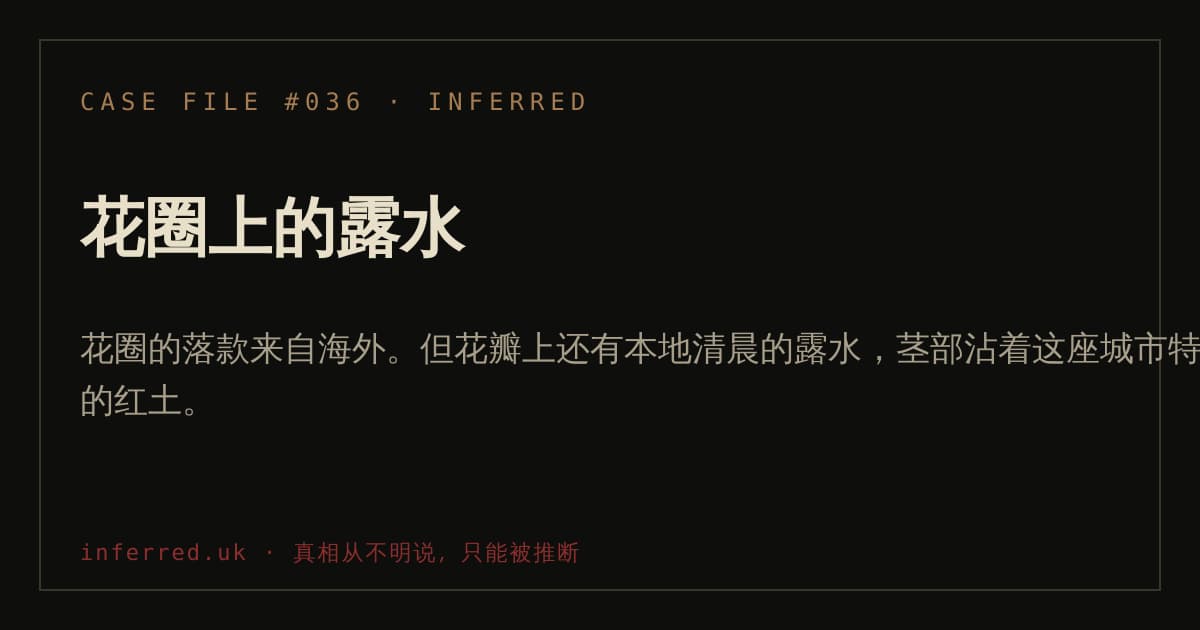 CASE FILE #036 · INFERRED
花圈上的露水
花圈的落款来自海外。但花瓣上还有本地清晨的露水，茎部沾着这座城市特
的红土。
inferred.uk · 真相从不明说，只能被推断